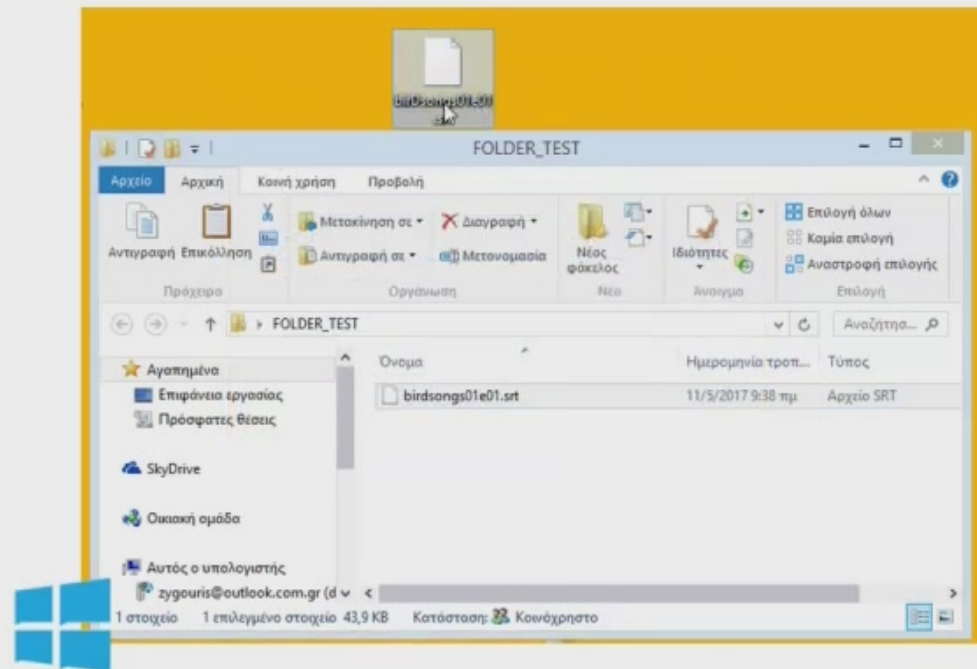 birDsongs01e01
.srt
FOLDER_TEST
Αρχείο Αρχική Κοινή χρήση Προβολή
Αντιγραφή Επικόλληση
Μετακίνηση σε
Αντιγραφή σε
Διαγραφή
Μετονομασία
Νέος
φάκελος
Ιδιότητες
Επιλογή όλων
Καμία επιλογή
Αναστροφή επιλογής
Πρόχειρο Οργάνωση Νέο Άνοιγμα Επιλογή
FOLDER_TEST Αναζήτησ...
Αγαπημένα
Επιφάνεια εργασίας
Πρόσφατες θέσεις
SkyDrive
Οικιακή ομάδα
Αυτός ο υπολογιστής
zygouris@outlook.com.gr (d
Όνομα Ημερομηνία τροπ... Τύπος
birdsongs01e01.srt 11/5/2017 9:38 πμ Αρχείο SRT
1 στοιχείο 1 επιλεγμένο στοιχείο 43,9 KB Κατάσταση: Κοινόχρηστο